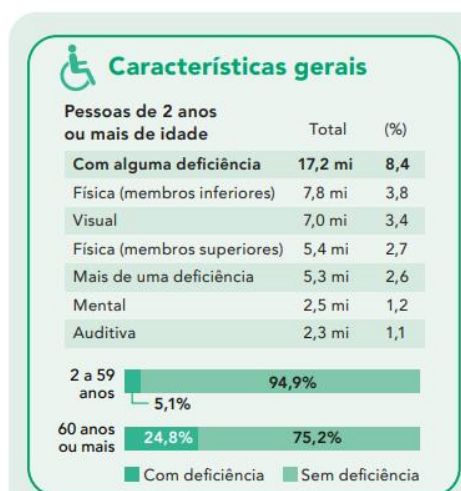 Características gerais
Pessoas de 2 anos
ou mais de idade Total (%)
Com alguma deficiência 17,2 mi 8,4
Física (membros inferiores) 7,8 mi 3,8
Visual 7,0 mi 3,4
Física (membros superiores) 5,4 mi 2,7
Mais de uma deficiência 5,3 mi 2,6
Mental 2,5 mi 1,2
Auditiva 2,3 mi 1,1
2 a 59
anos 94,9%
5,1%
60 anos
ou mais 24,8% 75,2%
Com deficiência Sem deficiência